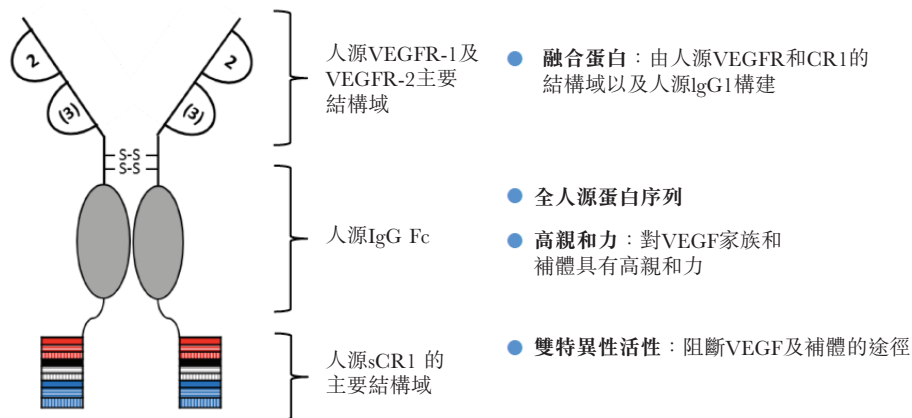 2
2
(3)
(3)
S-S
S-S
人源VEGFR-1及
VEGFR-2主要
結構域
人源IgG Fc
人源sCR1 的
主要結構域
融合蛋白：由人源VEGFR和CR1的
結構域以及人源lgG1構建
全人源蛋白序列
高親和力：對VEGF家族和
補體具有高親和力
雙特異性活性：阻斷VEGF及補體的途徑